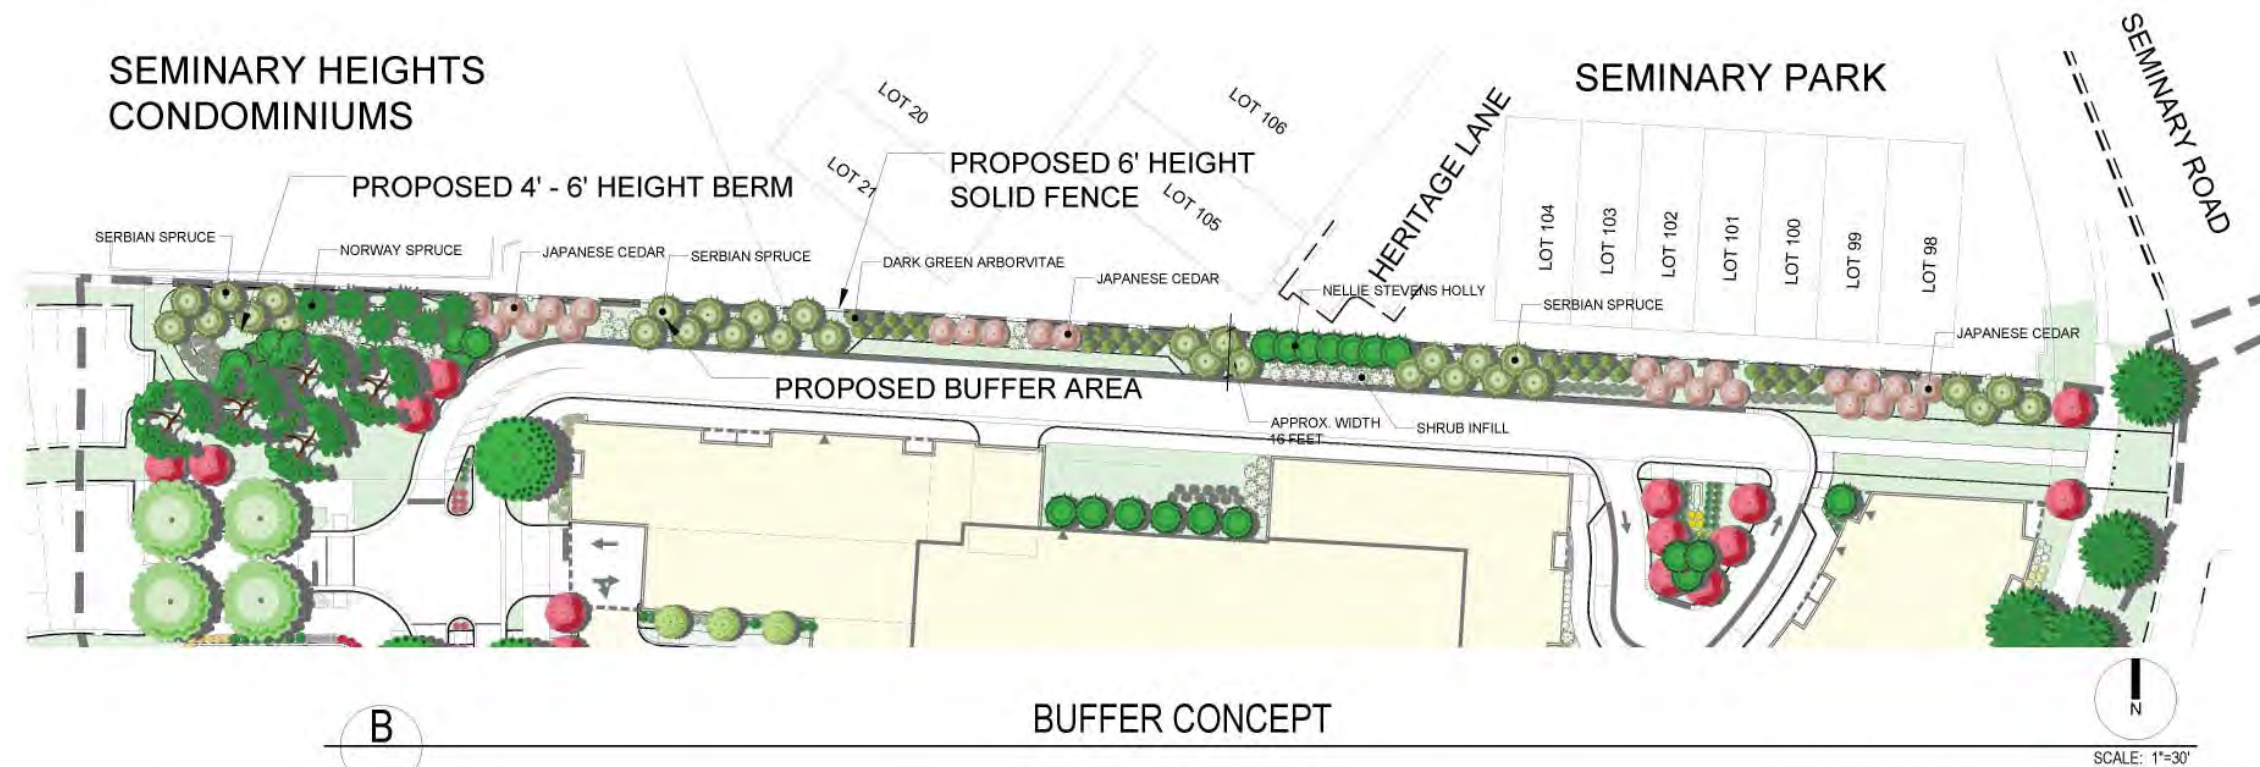 SEMINARY HEIGHTS
CONDOMINIUMS
SEMINARY PARK
SEMINARY ROAD
HERITAGE LANE
LOT 20
LOT 21
LOT 106
LOT 105
PROPOSED 4' - 6' HEIGHT BERM
PROPOSED 6' HEIGHT
SOLID FENCE
LOT 104
LOT 103
LOT 102
LOT 101
LOT 100
LOT 99
LOT 98
SERBIAN SPRUCE
NORWAY SPRUCE
JAPANESE CEDAR
SERBIAN SPRUCE
DARK GREEN ARBORVITAE
JAPANESE CEDAR
NELLIE STEVENS HOLLY
SERBIAN SPRUCE
JAPANESE CEDAR
PROPOSED BUFFER AREA
APPROX. WIDTH
16 FEET
SHRUB INFILL
B
BUFFER CONCEPT
N
SCALE: 1"=30'